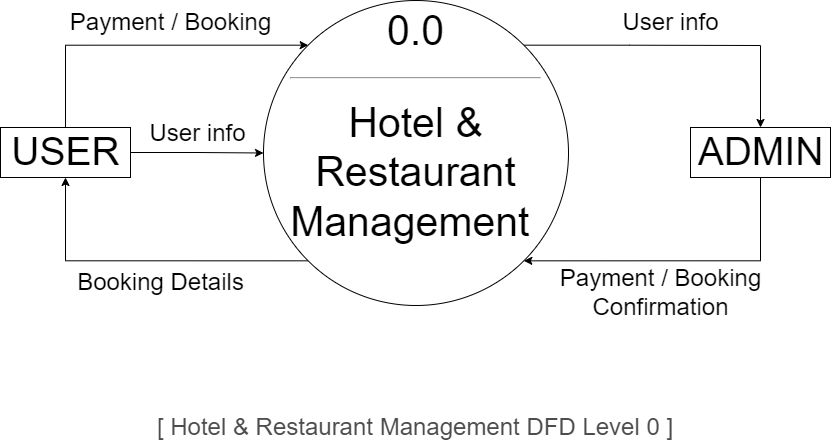 Payment / Booking
0.0
User info
USER
User info
Hotel &
Restaurant
Management
ADMIN
Booking Details
Payment / Booking
Confirmation
[ Hotel & Restaurant Management DFD Level 0 ]